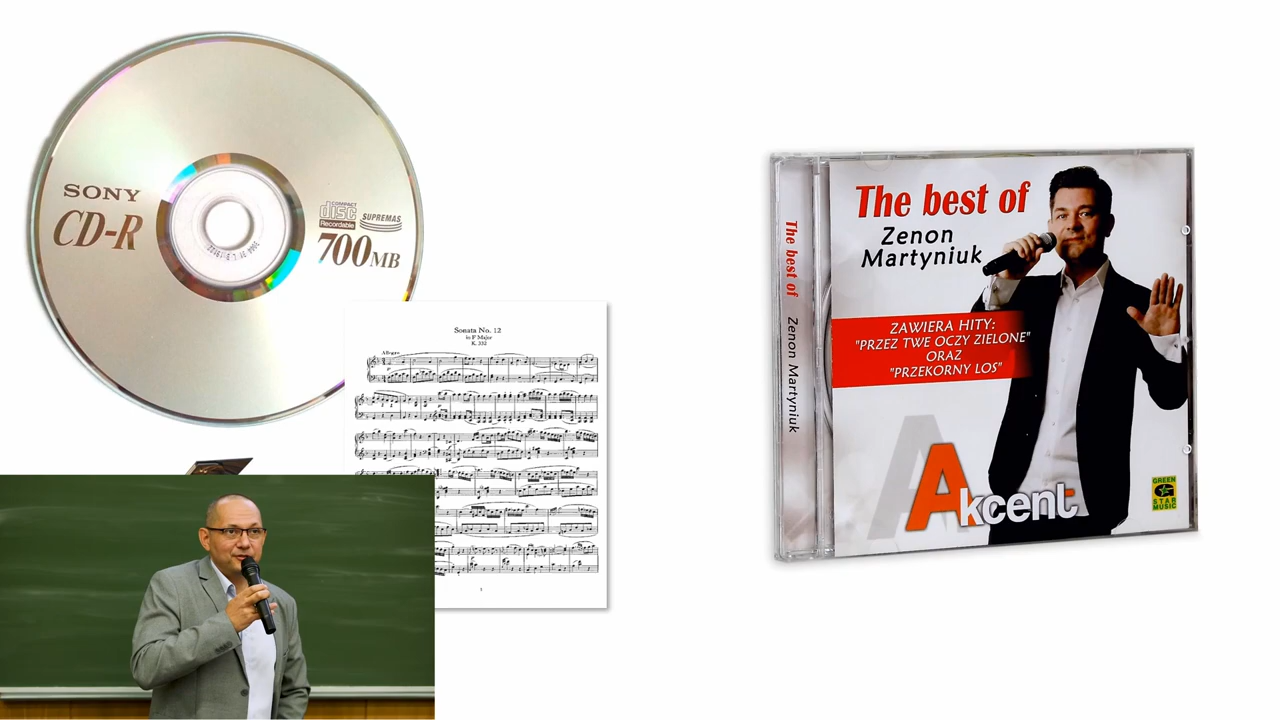 SONY
CD-R
COMPACT
disc
Recordable
SUPREMAS
700MB
Sonata No. 12
in F Major
K. 332
Allegro
1
The best of
Zenon
Martyniuk
ZAWIERA HITY:
"PRZEZ TWE OCZY ZIELONE"
ORAZ
"PRZEKORNY LOS"
Akcent
GREEN
STAR
MUSIC
The best of Zenon Martyniuk